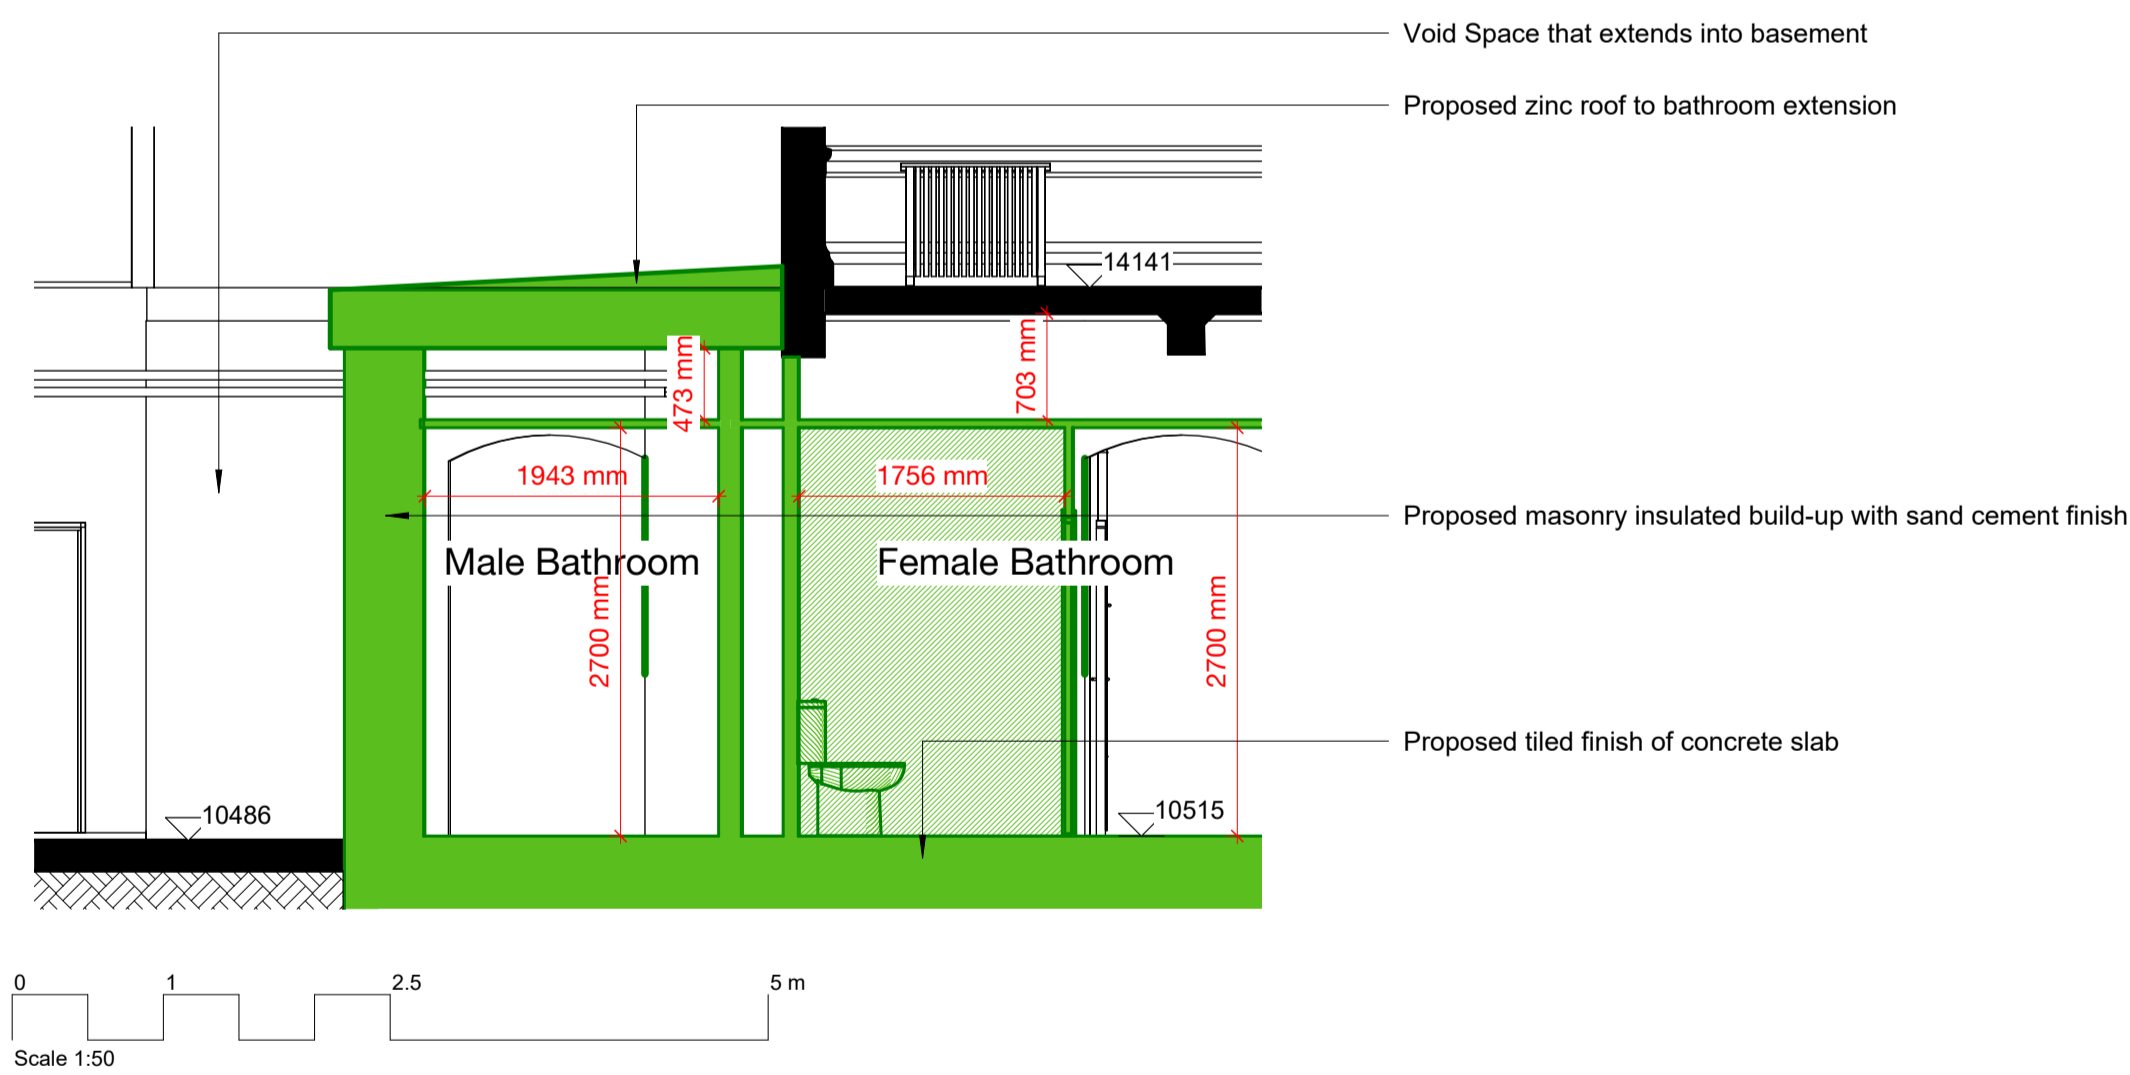 Void Space that extends into basement
Proposed zinc roof to bathroom extension
14141
473 mm
703 mm
1943 mm
1756 mm
Proposed masonry insulated build-up with sand cement finish
Male Bathroom
Female Bathroom
2700 mm
2700 mm
Proposed tiled finish of concrete slab
10486
10515
0
1
2.5
5 m
Scale 1:50